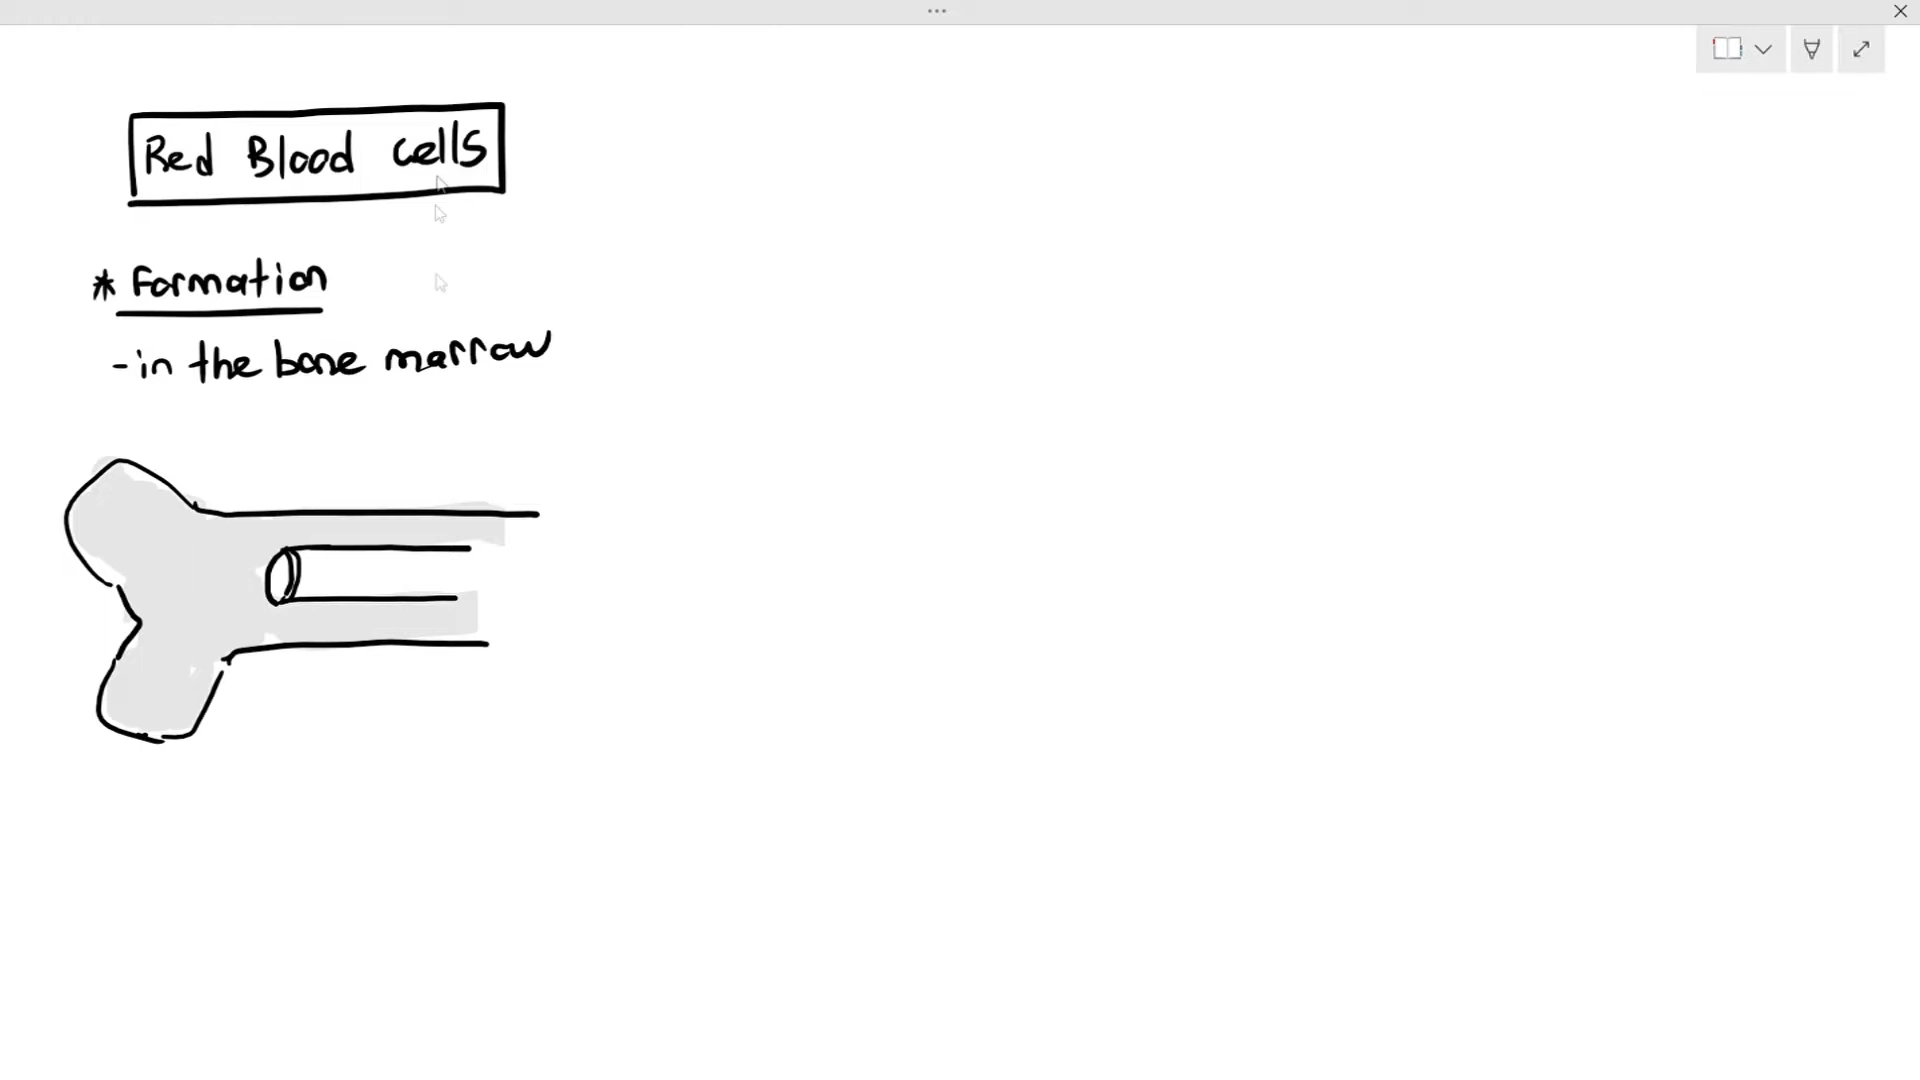 Red Blood cells
* Formation
- in the bone marrow